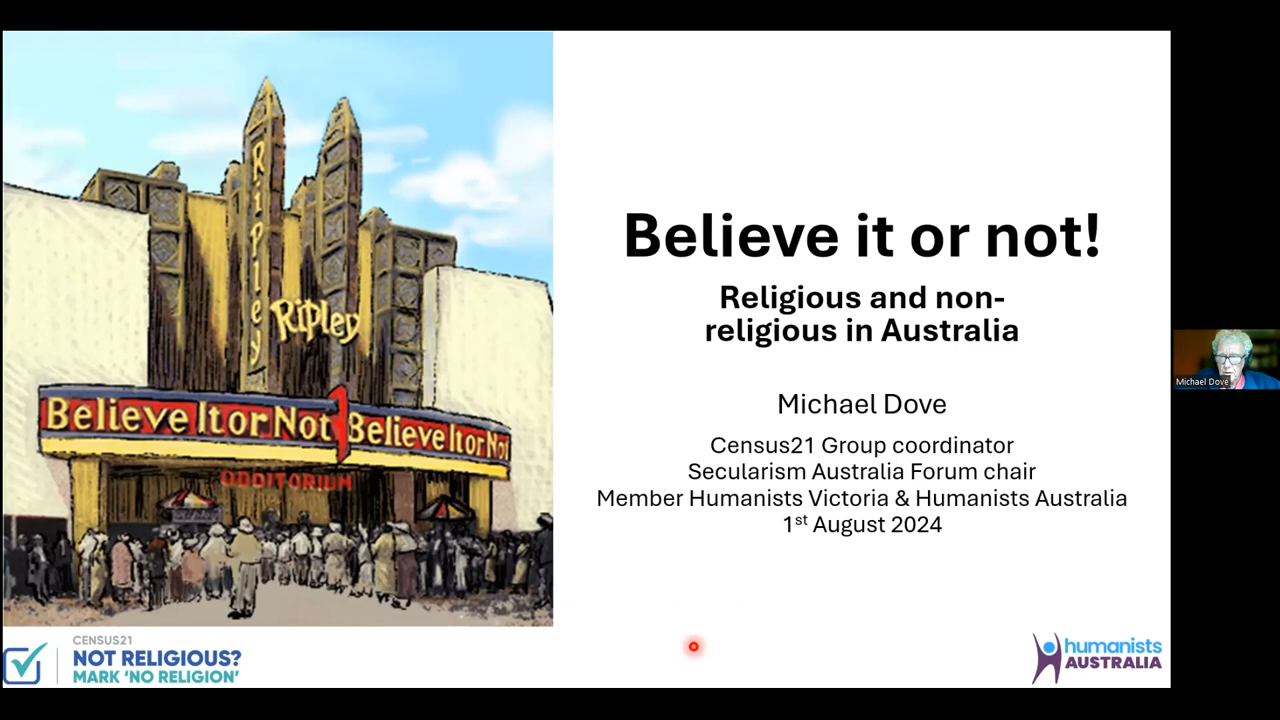 Ripley
Ripley
Believe It or Not Believe It or Not
ODDITORIUM
Believe it or not!
Religious and non-
religious in Australia
Michael Dove
Census21 Group coordinator
Secularism Australia Forum chair
Member Humanists Victoria & Humanists Australia
1st August 2024
Michael Dove
CENSUS21
NOT RELIGIOUS?
MARK ‘NO RELIGION’
humanists
AUSTRALIA